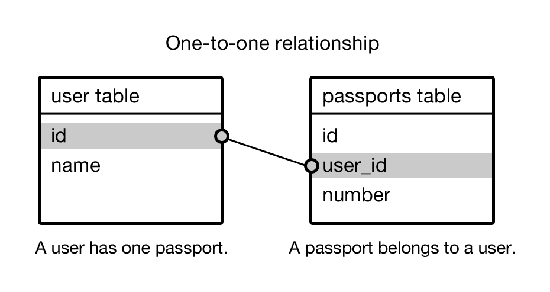 One-to-one relationship
user table
id
name
A user has one passport.
passports table
id
user_id
number
A passport belongs to a user.